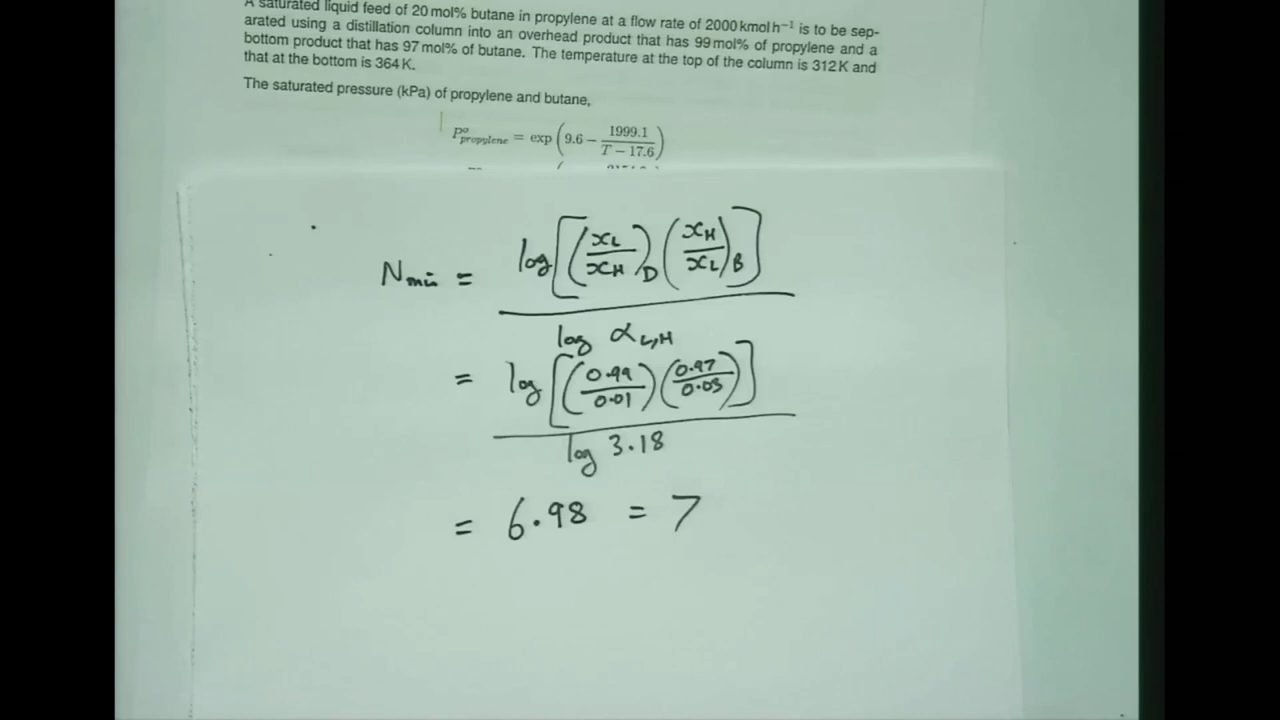 A saturated liquid feed of 20 mol% butane in propylene at a flow rate of 2000 kmol h⁻¹ is to be sep-
arated using a distillation column into an overhead product that has 99 mol% of propylene and a
bottom product that has 97 mol% of butane. The temperature at the top of the column is 312 K and
that at the bottom is 364 K.
The saturated pressure (kPa) of propylene and butane,
P°propylene = exp(9.6 − 1999.1 / (T − 17.6))
Nmin = log[(xL/xH)D (xH/xL)B] / log αL,H
= log[(0.99/0.01)(0.97/0.03)] / log 3.18
= 6.98 = 7